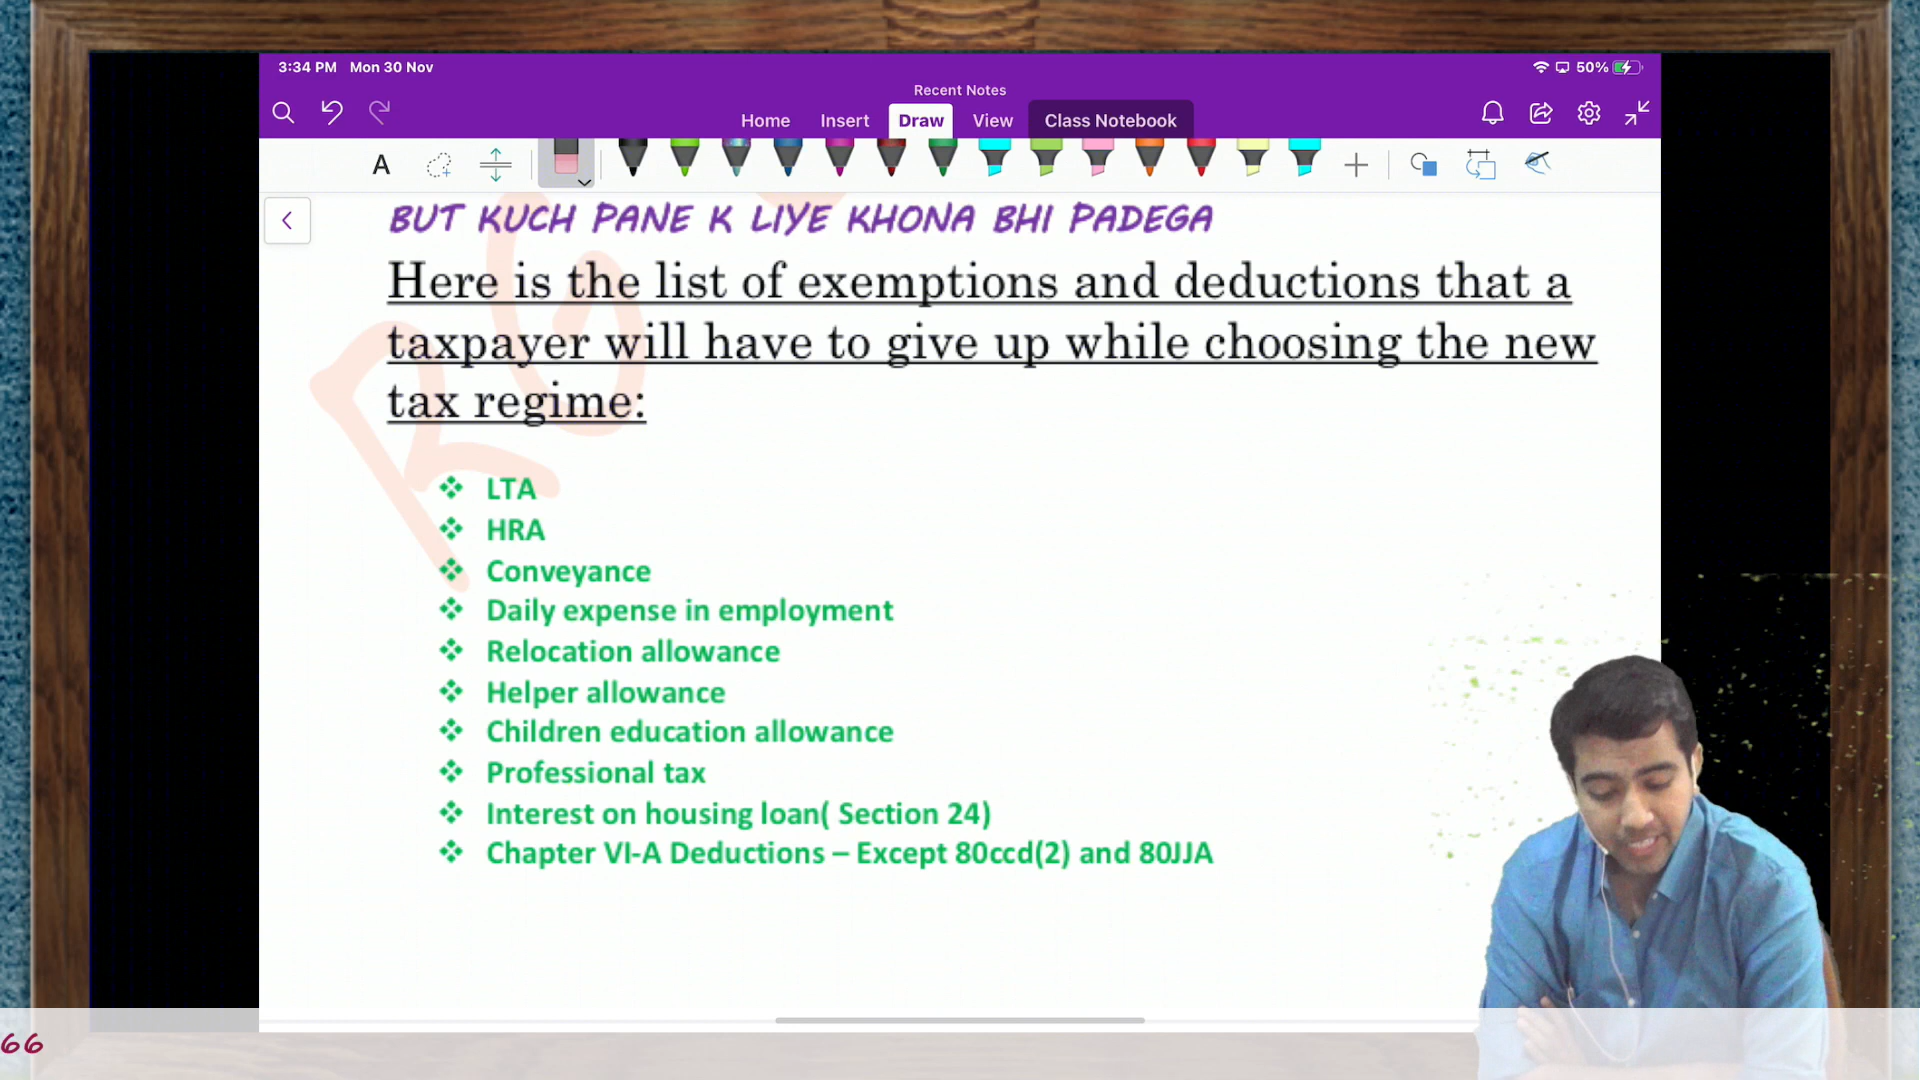 3:34 PM Mon 30 Nov
50%
Recent Notes
Home Insert Draw View Class Notebook
A
BUT KUCH PANE K LIYE KHONA BHI PADEGA
Here is the list of exemptions and deductions that a
taxpayer will have to give up while choosing the new
tax regime:
LTA
HRA
Conveyance
Daily expense in employment
Relocation allowance
Helper allowance
Children education allowance
Professional tax
Interest on housing loan( Section 24)
Chapter VI-A Deductions – Except 80ccd(2) and 80JJA
66